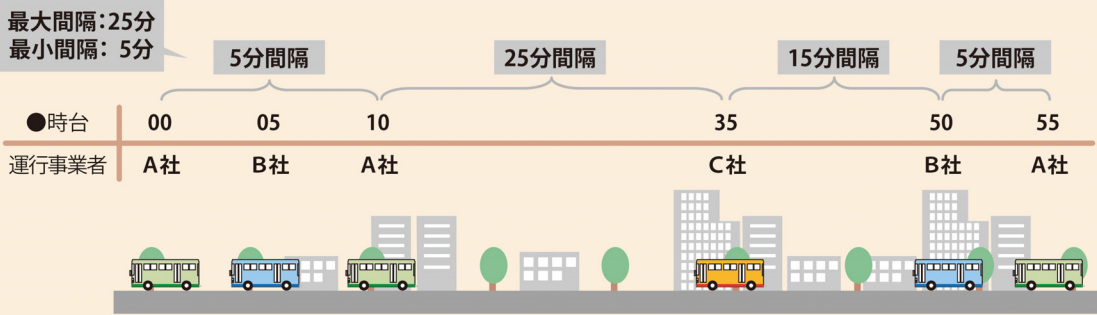 最大間隔：25分
最小間隔： 5分
5分間隔 25分間隔 15分間隔 5分間隔
●時台 00 05 10 35 50 55
運行事業者 A社 B社 A社 C社 B社 A社